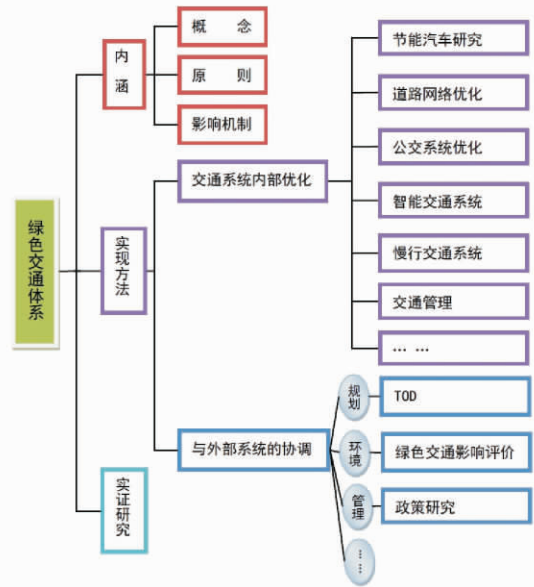 绿色交通体系
内涵
概 念
原 则
影响机制
实现方法
交通系统内部优化
节能汽车研究
道路网络优化
公交系统优化
智能交通系统
慢行交通系统
交通管理
… …
与外部系统的协调
规划
TOD
环境
绿色交通影响评价
管理
政策研究
… …
实证研究